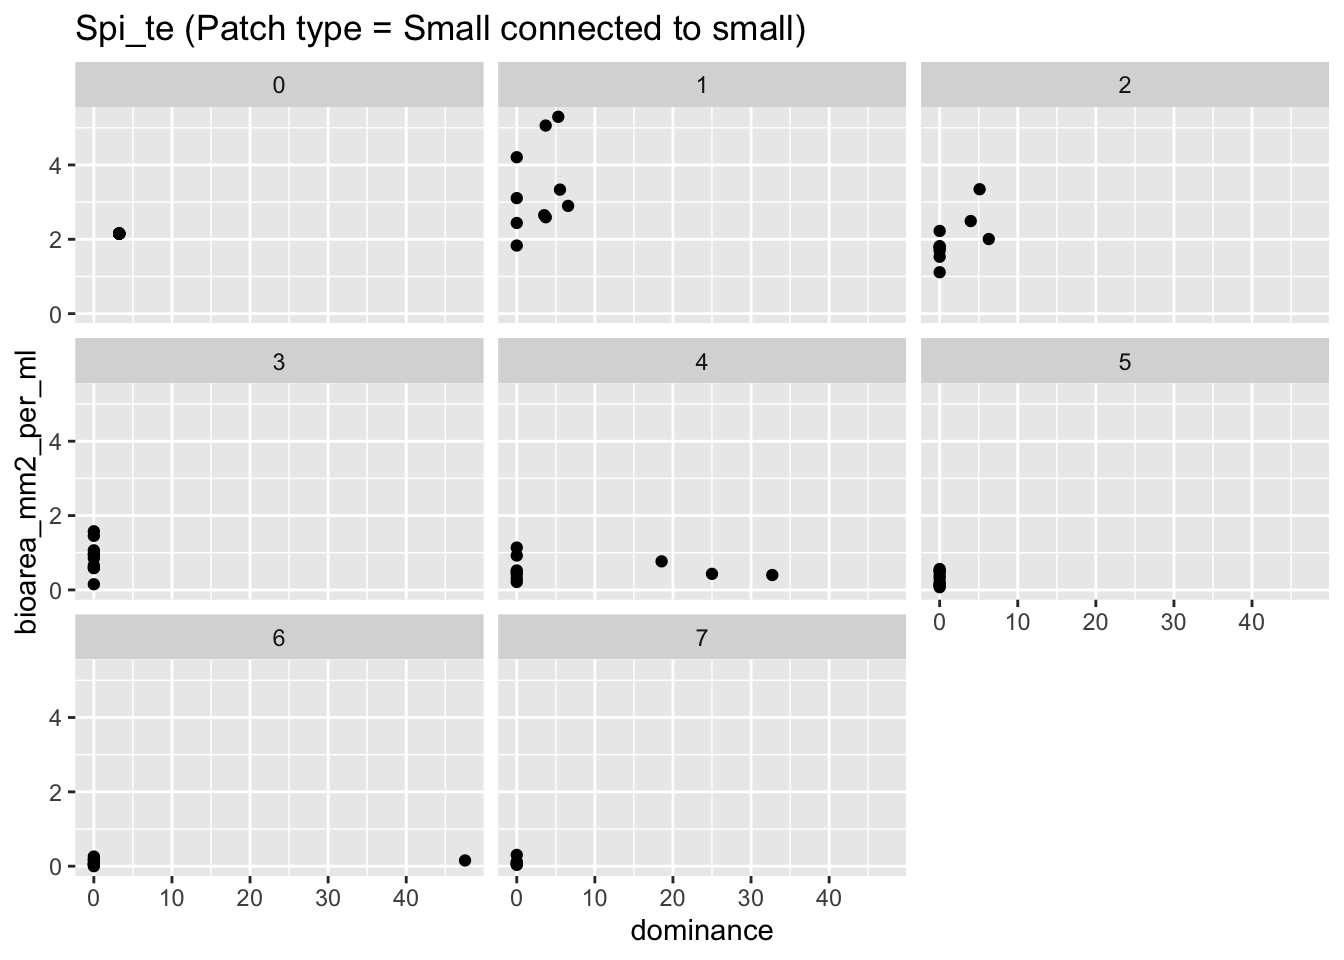 Spi_te (Patch type = Small connected to small)
0 1 2
4
2
0
3 4 5
4
2
0
0 10 20 30 40
6 7
4
2
0
0 10 20 30 40 0 10 20 30 40
dominance
bioarea_mm2_per_ml